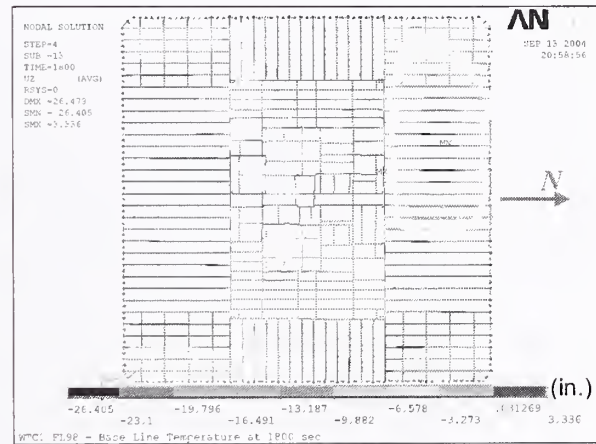 NODAL SOLUTION
STEP=4
SUB =13
TIME=1800
UZ (AVG)
RSYS=0
DMX =26.473
SMN =-26.405
SMX =3.336
AN
SEP 13 2004
20:58:56
MN
MX
N
(in.)
-26.405 -19.796 -13.187 -6.578 .031269
-23.1 -16.491 -9.882 -3.273 3.336
WTC1 FL98 - Base Line Temperature at 1800 sec